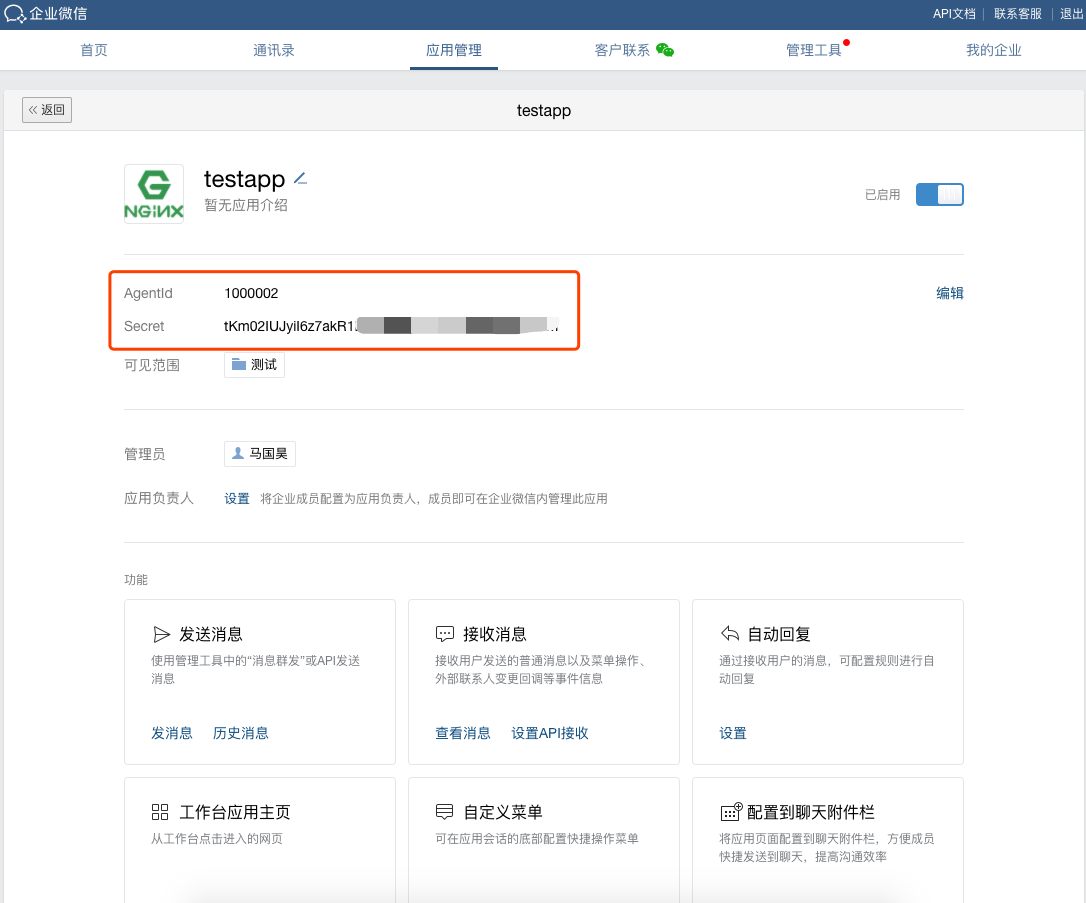 企业微信
API文档 联系客服 退出
首页 通讯录 应用管理 客户联系 管理工具 我的企业
返回 testapp
NGiNX
testapp
暂无应用介绍
已启用
AgentId 1000002 编辑
Secret tKm02IUJyiI6z7akR1
可见范围 测试
管理员 马国昊
应用负责人 设置 将企业成员配置为应用负责人，成员即可在企业微信内管理此应用
功能
发送消息
使用管理工具中的“消息群发”或API发送
消息
发消息 历史消息
接收消息
接收用户发送的普通消息以及菜单操作、
外部联系人变更回调等事件信息
查看消息 设置API接收
自动回复
通过接收用户的消息，可配置规则进行自
动回复
设置
工作台应用主页
从工作台点击进入的网页
自定义菜单
可在应用会话的底部配置快捷操作菜单
配置到聊天附件栏
将应用页面配置到聊天附件栏，方便成员
快捷发送到聊天，提高沟通效率